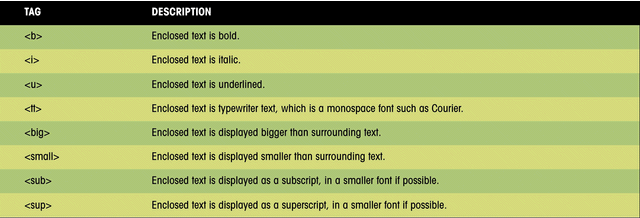 TAG DESCRIPTION
<b> Enclosed text is bold.
<i> Enclosed text is italic.
<u> Enclosed text is underlined.
<tt> Enclosed text is typewriter text, which is a monospace font such as Courier.
<big> Enclosed text is displayed bigger than surrounding text.
<small> Enclosed text is displayed smaller than surrounding text.
<sub> Enclosed text is displayed as a subscript, in a smaller font if possible.
<sup> Enclosed text is displayed as a superscript, in a smaller font if possible.